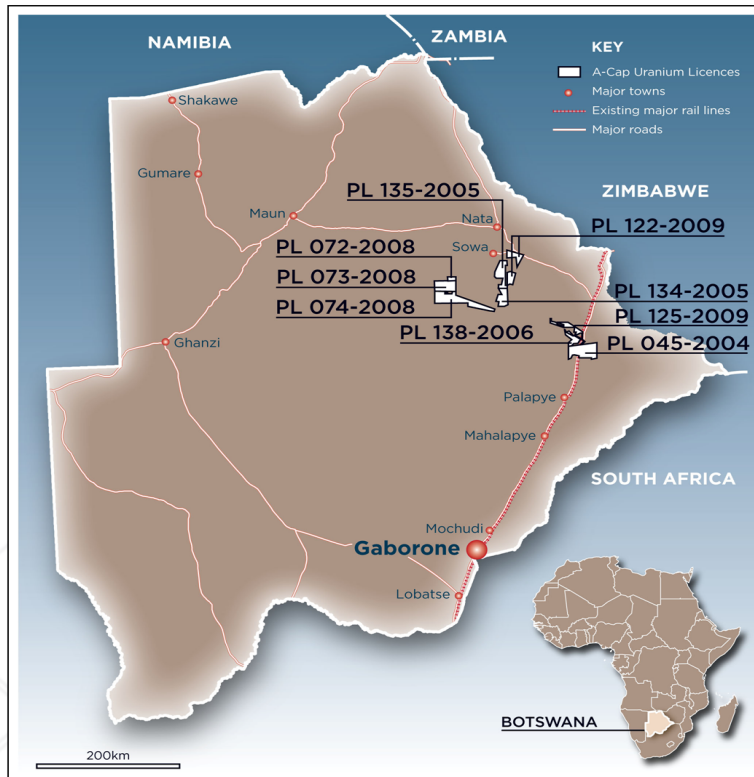 NAMIBIA
ZAMBIA
KEY
A-Cap Uranium Licences
Major towns
Existing major rail lines
Major roads
Shakawe
Gumare
PL 135-2005
ZIMBABWE
Maun
Nata
PL 122-2009
Sowa
PL 072-2008
PL 073-2008
PL 074-2008
PL 134-2005
PL 125-2009
PL 138-2006
PL 045-2004
Ghanzi
Palapye
Mahalapye
SOUTH AFRICA
Mochudi
Gaborone
Lobatse
BOTSWANA
200km